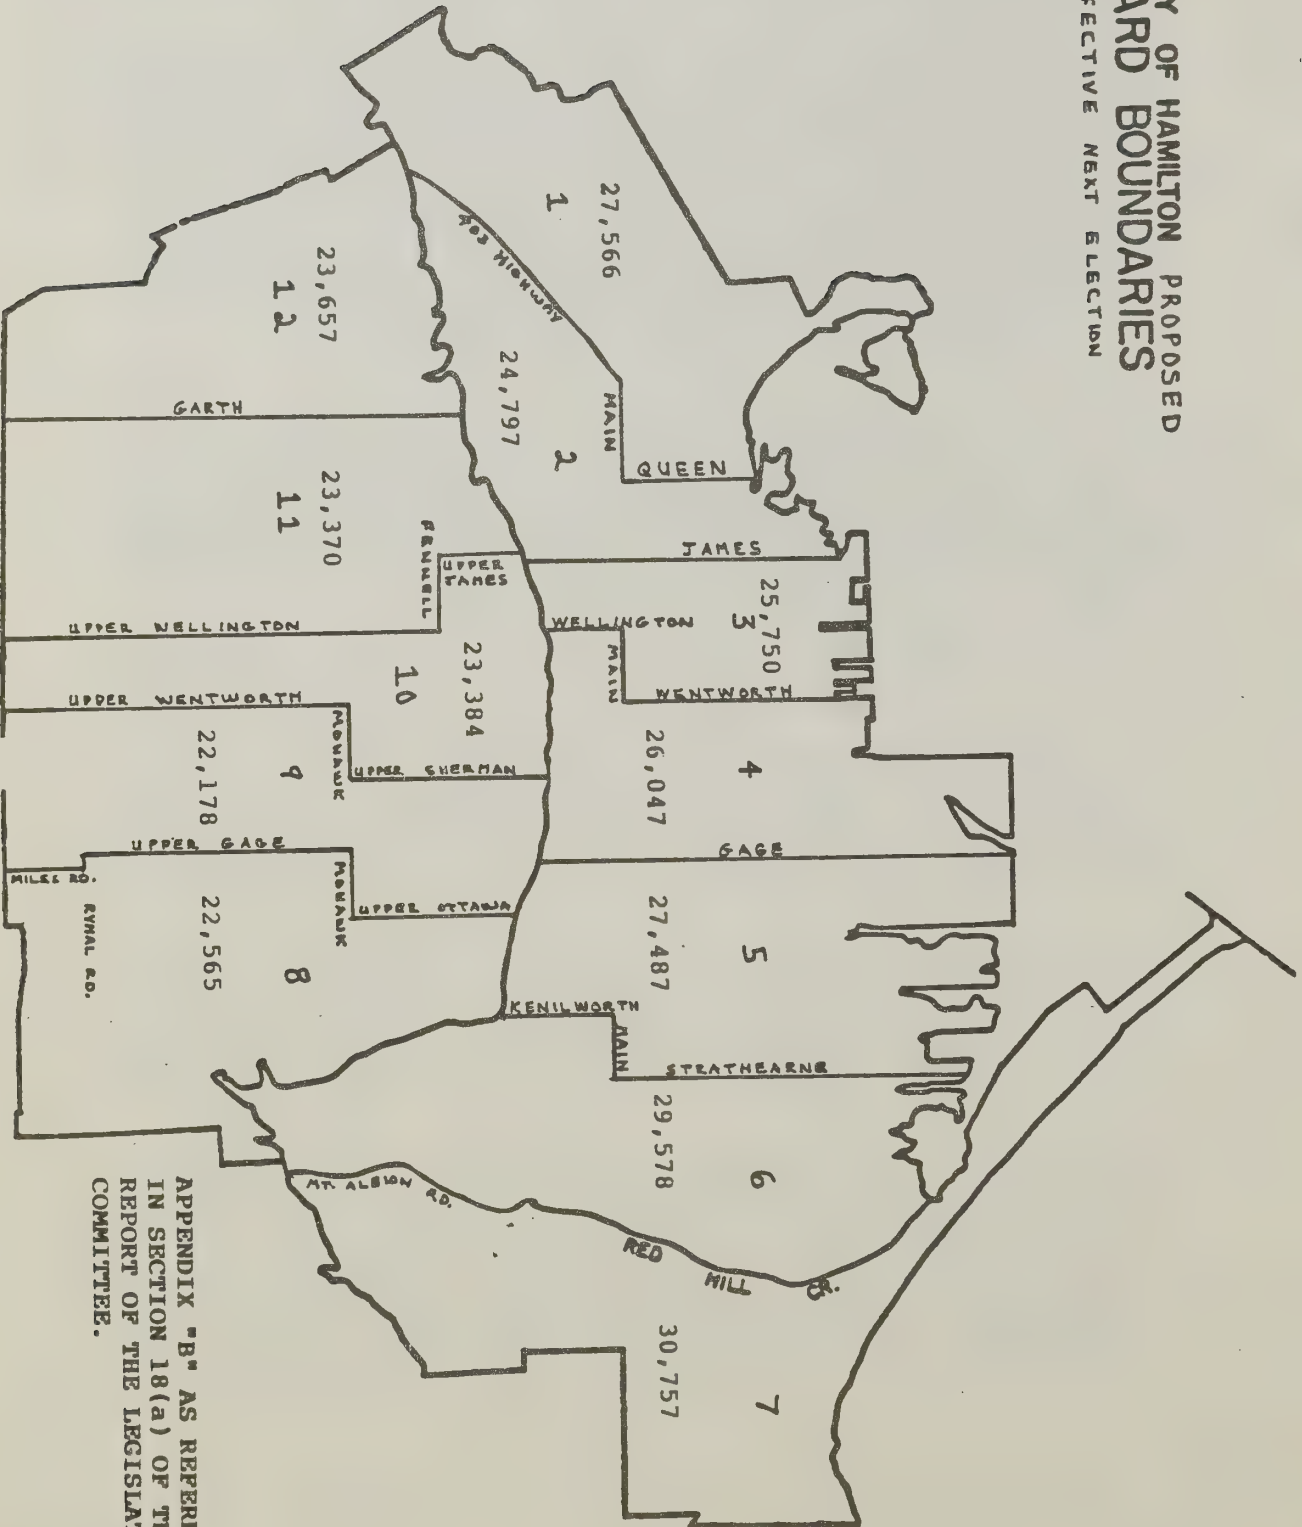 Y OF HAMILTON PROPOSED
ARD BOUNDARIES
FECTIVE NEXT ELECTION
27,566
1
403 HIGHWAY
MAIN
QUEEN
24,797
2
JAMES
25,750
3
WELLINGTON
MAIN
WENTWORTH
26,047
4
GAGE
27,487
5
KENILWORTH
MAIN
STRATHEARNE
29,578
6
MT. ALBION RD.
RED HILL CR.
30,757
7
23,657
12
GARTH
23,370
11
FENNELL
UPPER JAMES
UPPER WELLINGTON
23,384
10
UPPER WENTWORTH
MOHAWK
UPPER SHERMAN
22,178
9
UPPER GAGE
MOHAWK
UPPER OTTAWA
MILES RD.
RYMAL RD.
22,565
8
APPENDIX "B" AS REFERR
IN SECTION 18(a) OF TH
REPORT OF THE LEGISLAT
COMMITTEE.